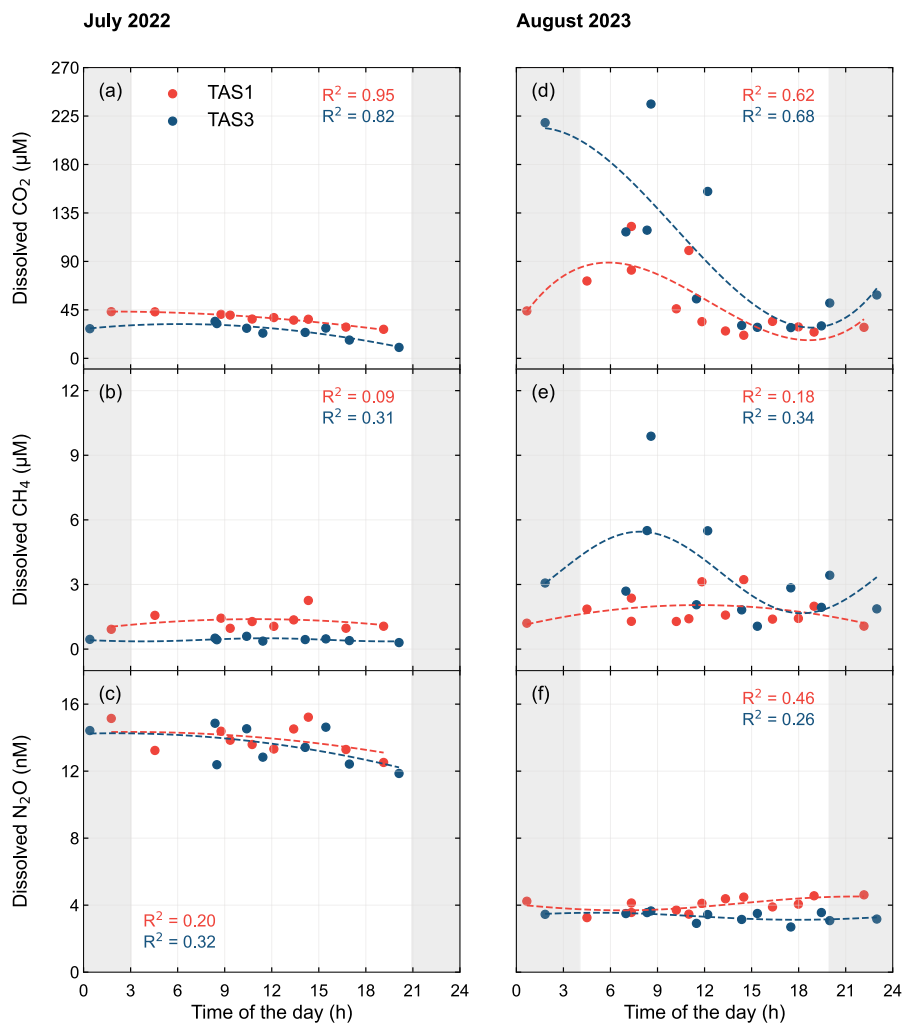 July 2022
August 2023
270
225
180
135
90
45
0
Dissolved CO₂ (µM)
(a)
TAS1
TAS3
R² = 0.95
R² = 0.82
(d)
R² = 0.62
R² = 0.68
12
9
6
3
0
Dissolved CH₄ (µM)
(b)
R² = 0.09
R² = 0.31
(e)
R² = 0.18
R² = 0.34
16
12
8
4
0
Dissolved N₂O (nM)
(c)
R² = 0.20
R² = 0.32
(f)
R² = 0.46
R² = 0.26
0 3 6 9 12 15 18 21 24
0 3 6 9 12 15 18 21 24
Time of the day (h)
Time of the day (h)